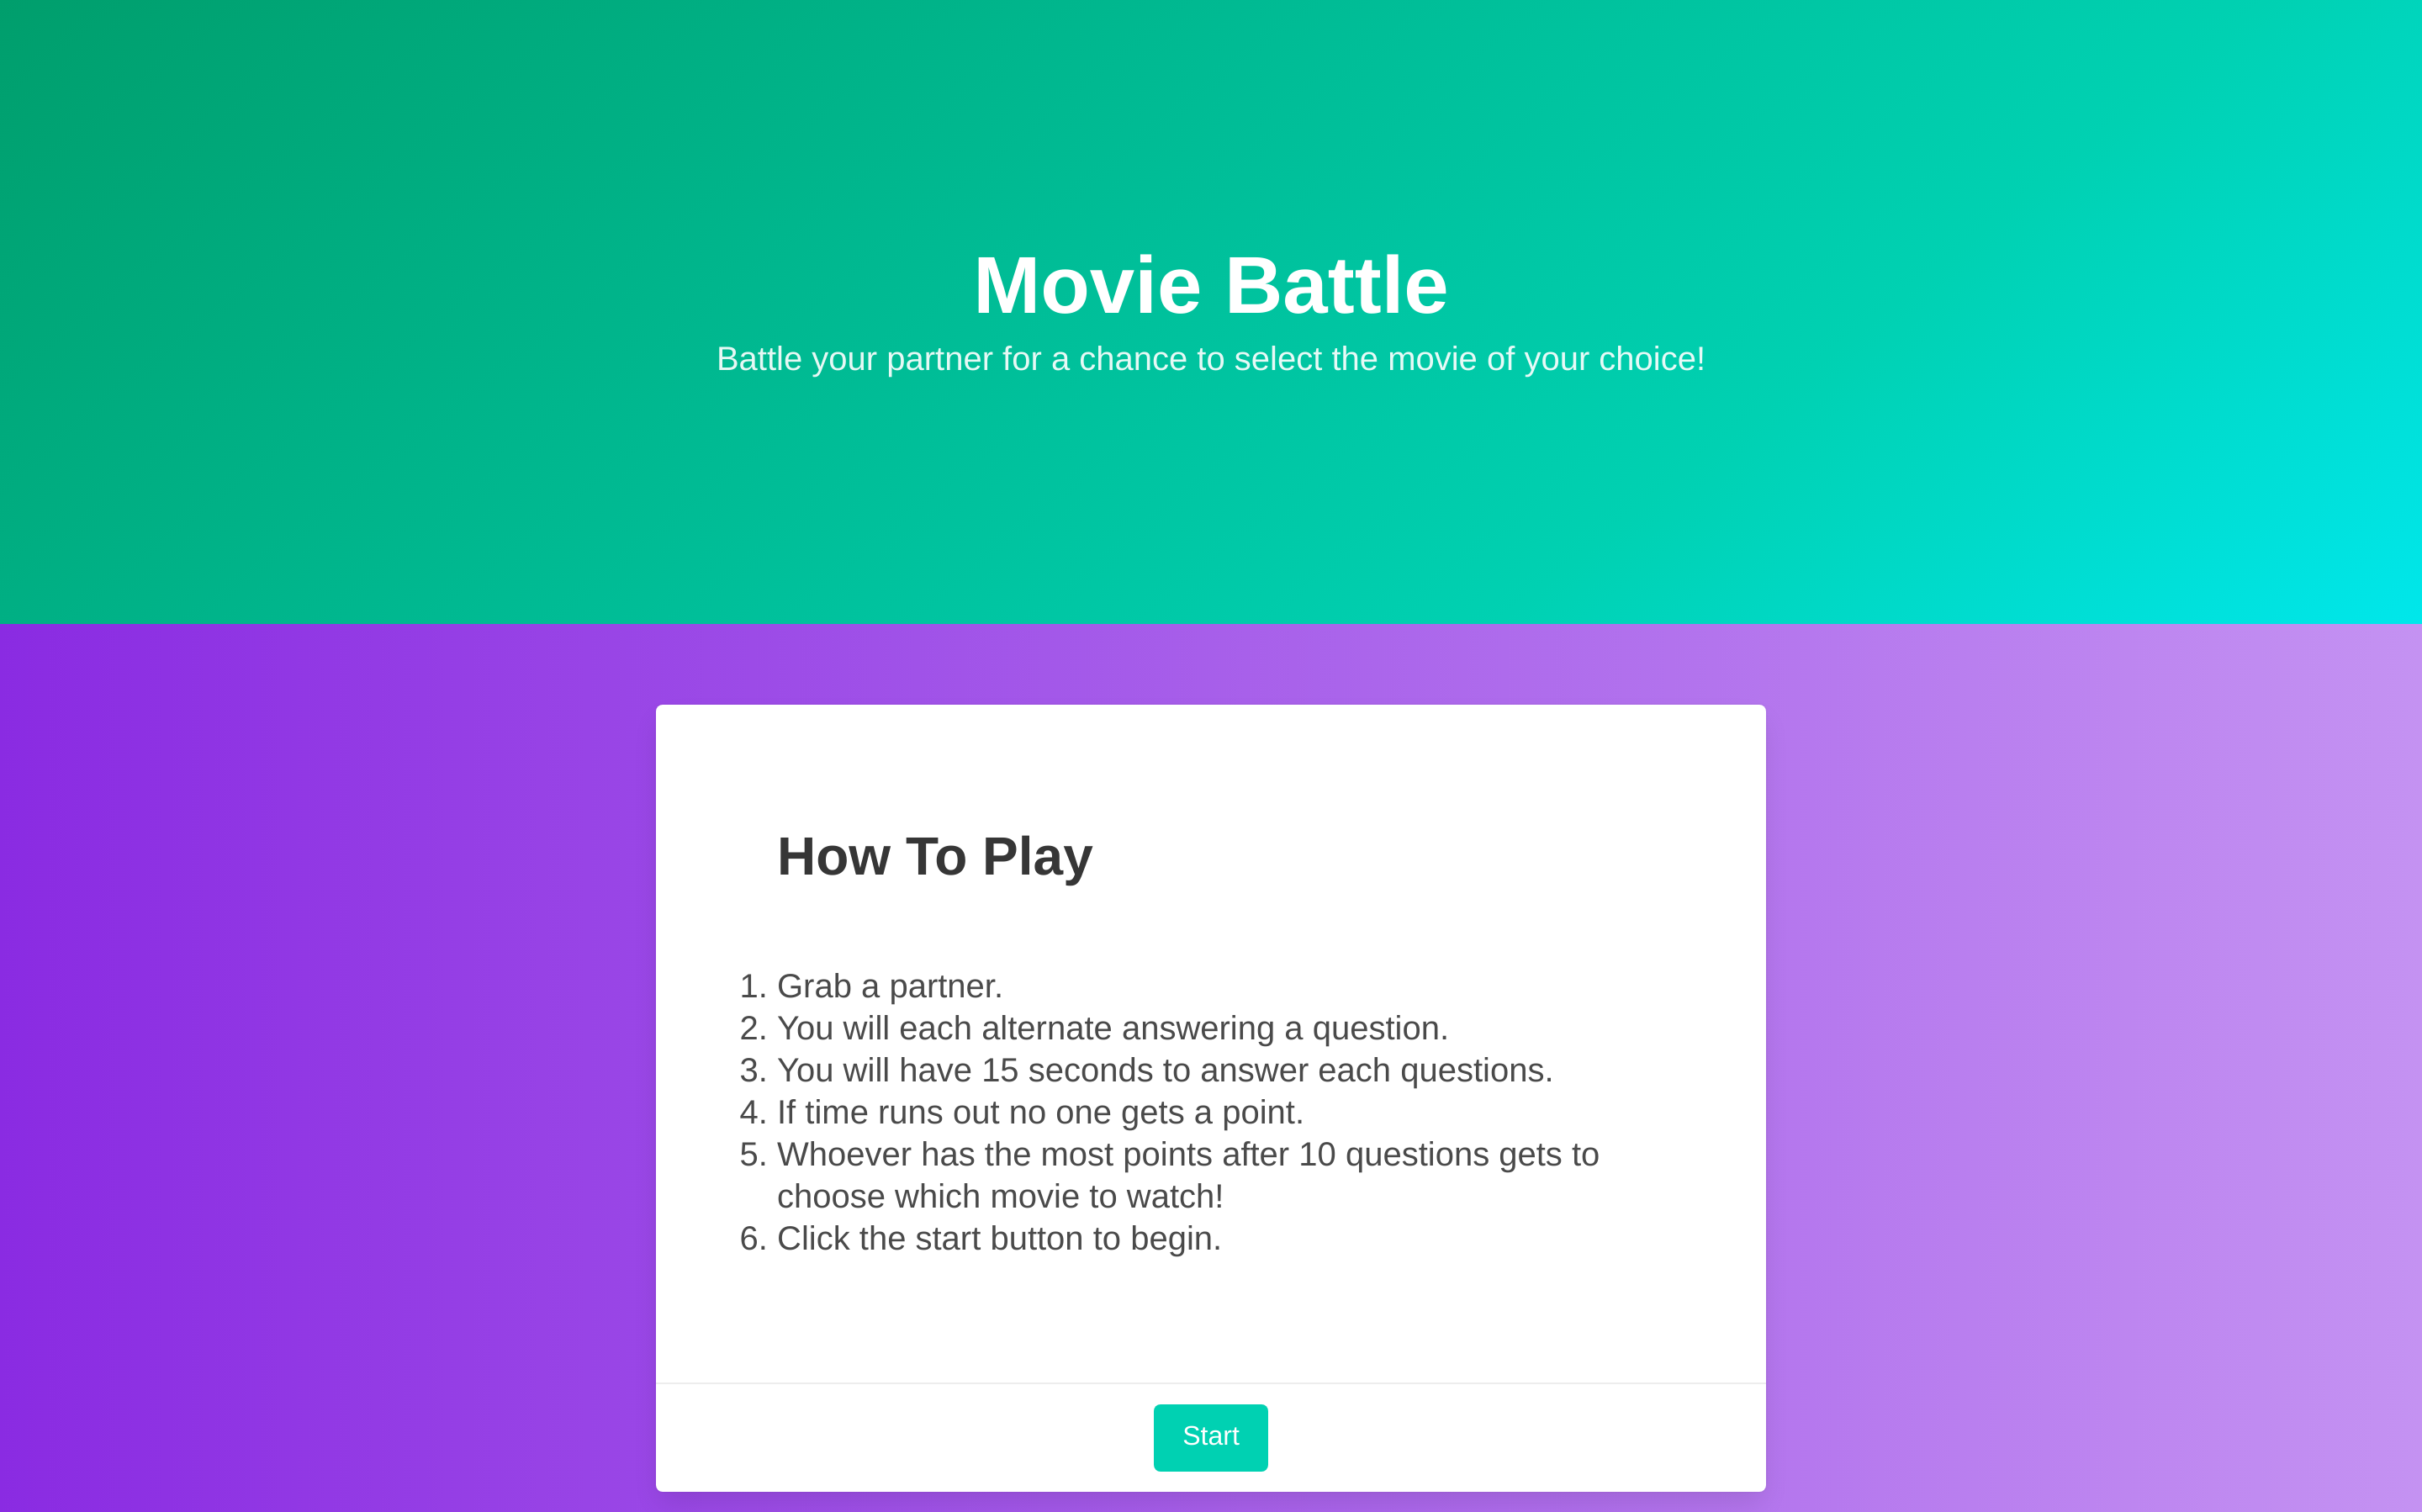 Movie Battle
Battle your partner for a chance to select the movie of your choice!
How To Play
1. Grab a partner.
2. You will each alternate answering a question.
3. You will have 15 seconds to answer each questions.
4. If time runs out no one gets a point.
5. Whoever has the most points after 10 questions gets to
choose which movie to watch!
6. Click the start button to begin.
Start